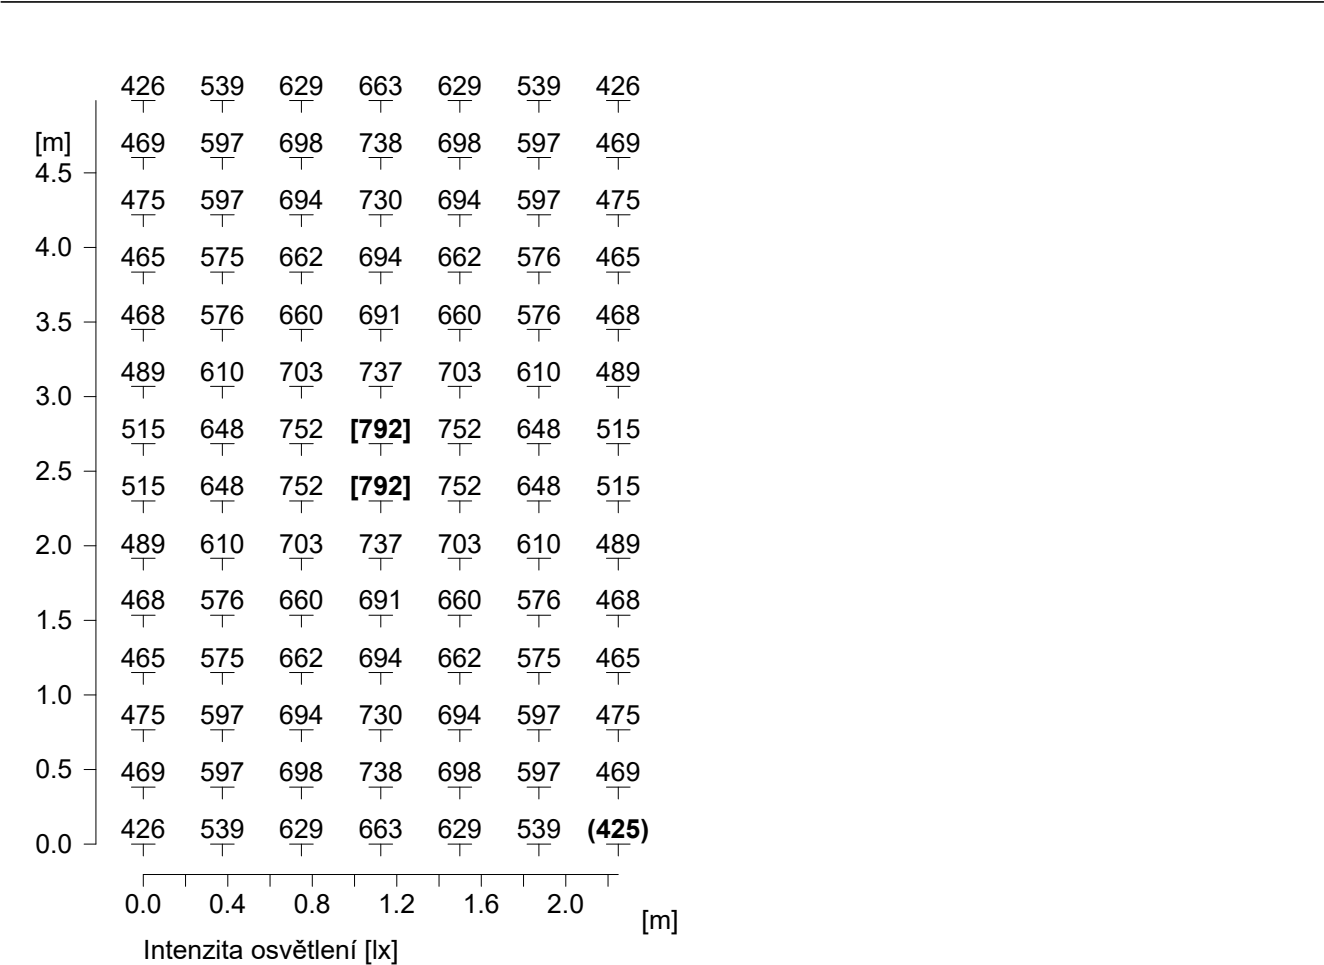 426 539 629 663 629 539 426
[m] 469 597 698 738 698 597 469
4.5
475 597 694 730 694 597 475
4.0 465 575 662 694 662 576 465
3.5 468 576 660 691 660 576 468
489 610 703 737 703 610 489
3.0
515 648 752 [792] 752 648 515
2.5 515 648 752 [792] 752 648 515
2.0 489 610 703 737 703 610 489
1.5 468 576 660 691 660 576 468
465 575 662 694 662 575 465
1.0
475 597 694 730 694 597 475
0.5 469 597 698 738 698 597 469
0.0 426 539 629 663 629 539 (425)
0.0 0.4 0.8 1.2 1.6 2.0 [m]
Intenzita osvětlení [lx]